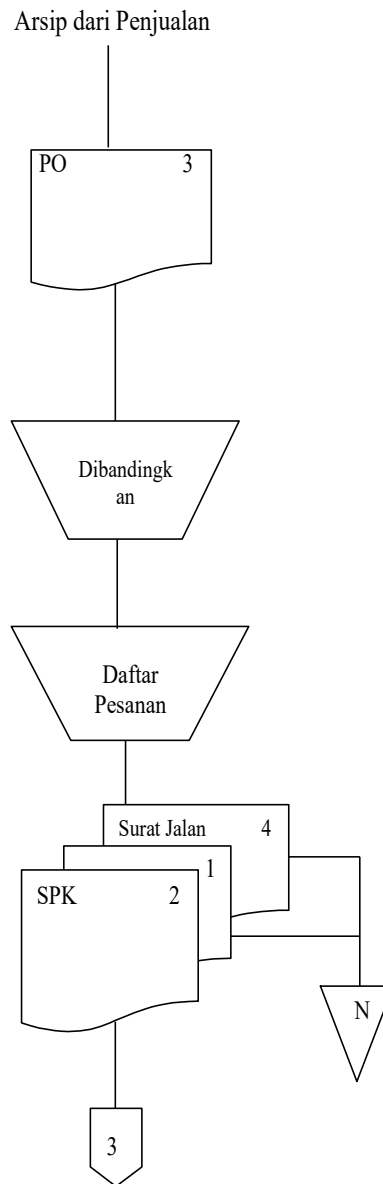 Arsip dari Penjualan
PO 3
Dibandingk
an
Daftar
Pesanan
Surat Jalan 4
1
SPK 2
N
3